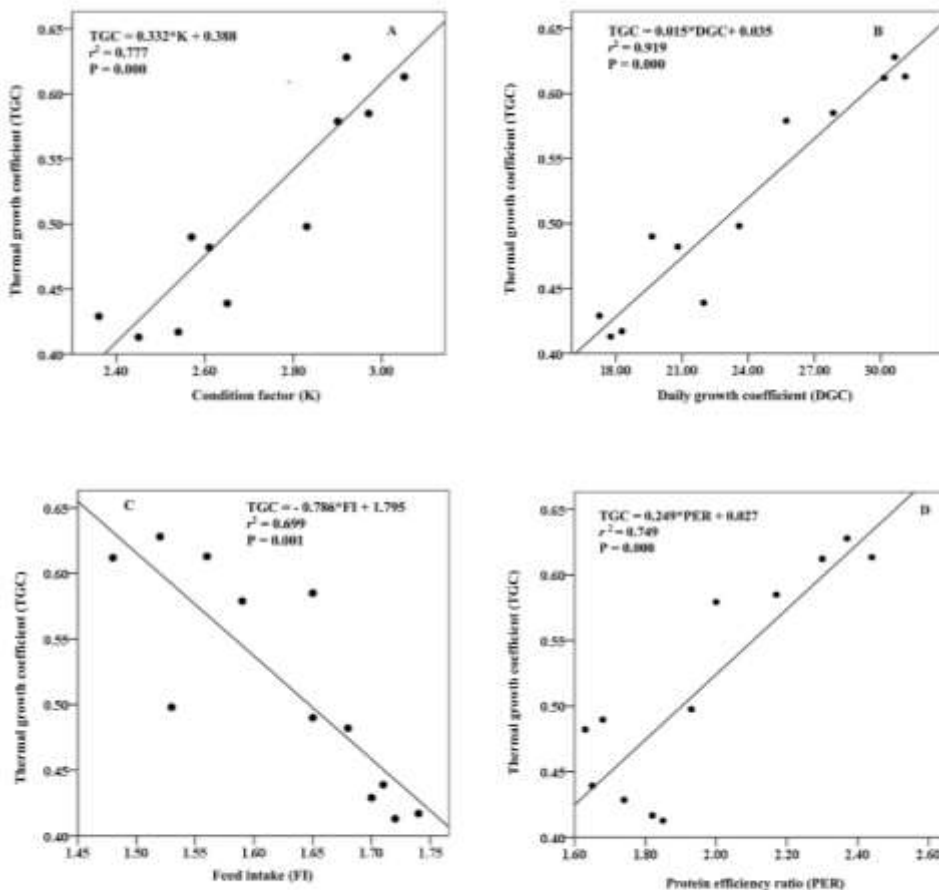 A
TGC = 0.332*K + 0.388
r² = 0.777
P = 0.000
Thermal growth coefficient (TGC)
0.65
0.60
0.55
0.50
0.45
0.40
2.40 2.60 2.80 3.00
Condition factor (K)
B
TGC = 0.015*DGC+ 0.035
r² = 0.919
P = 0.000
Thermal growth coefficient (TGC)
0.65
0.60
0.55
0.50
0.45
0.40
18.00 21.00 24.00 27.00 30.00
Daily growth coefficient (DGC)
C
TGC = - 0.786*FI + 1.795
r² = 0.699
P = 0.001
Thermal growth coefficient (TGC)
0.65
0.60
0.55
0.50
0.45
0.40
1.45 1.50 1.55 1.60 1.65 1.70 1.75
Feed intake (FI)
D
TGC = 0.249*PER + 0.027
r² = 0.749
P = 0.000
Thermal growth coefficient (TGC)
0.65
0.60
0.55
0.50
0.45
0.40
1.60 1.80 2.00 2.20 2.40 2.60
Protein efficiency ratio (PER)